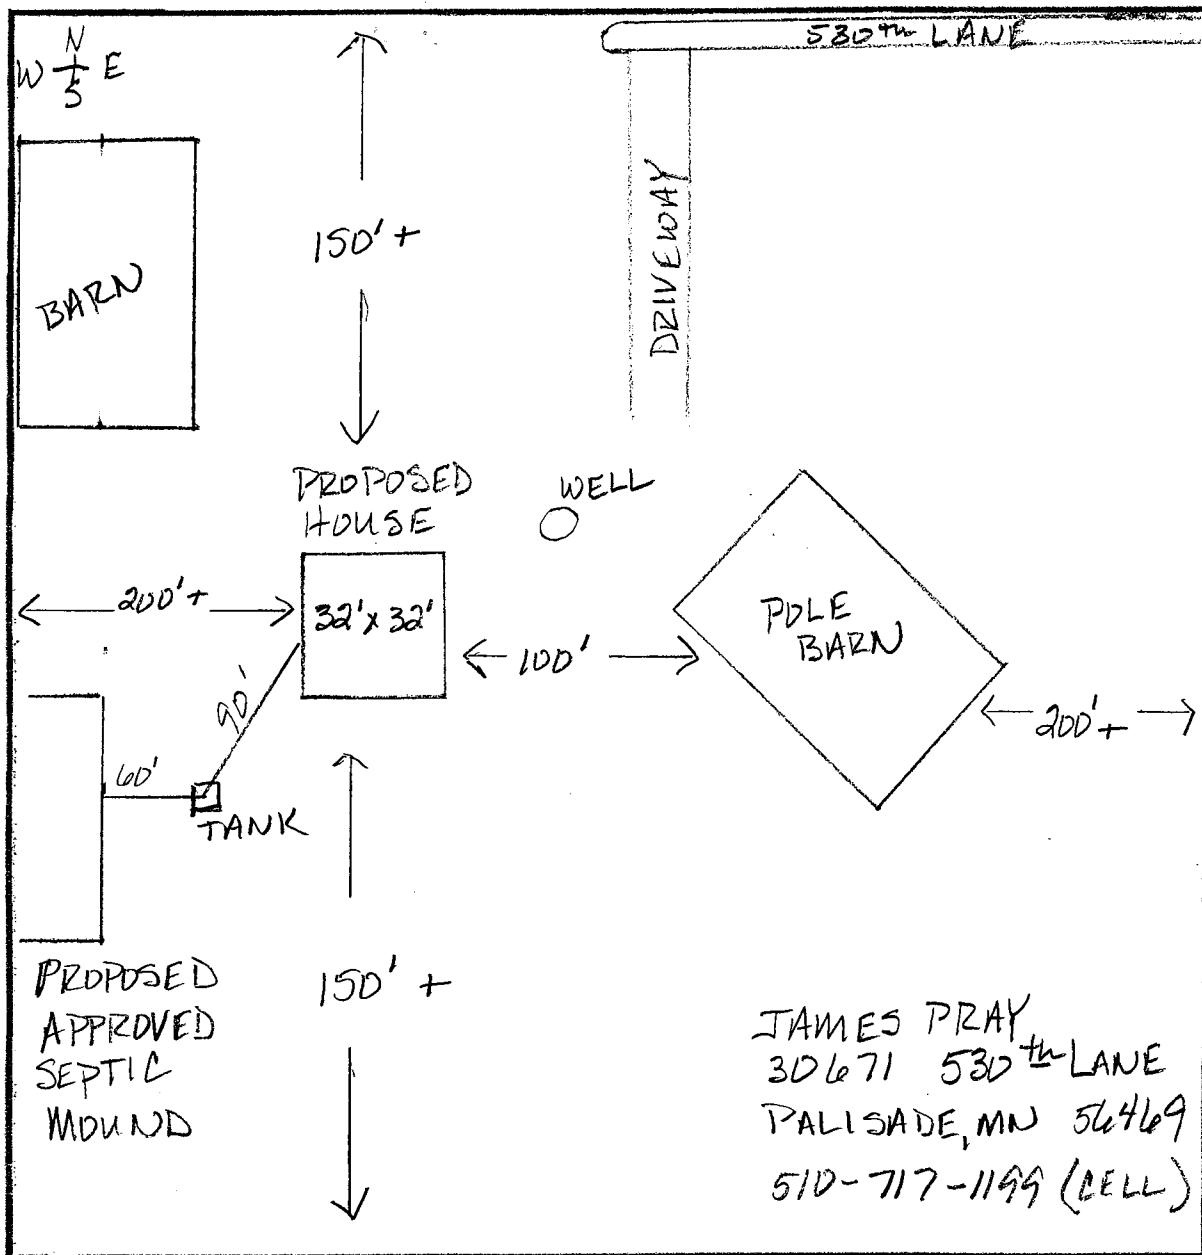 N
W E
S
530th LANE
150' +
DRIVEWAY
BARN
PROPOSED
HOUSE
WELL
200' +
32' x 32'
100'
POLE
BARN
200' +
90'
60'
TANK
PROPOSED
APPROVED
SEPTIC
MOUND
150' +
JAMES PRAY
30671 530th LANE
PALISADE, MN 56469
510-717-1199 (CELL)